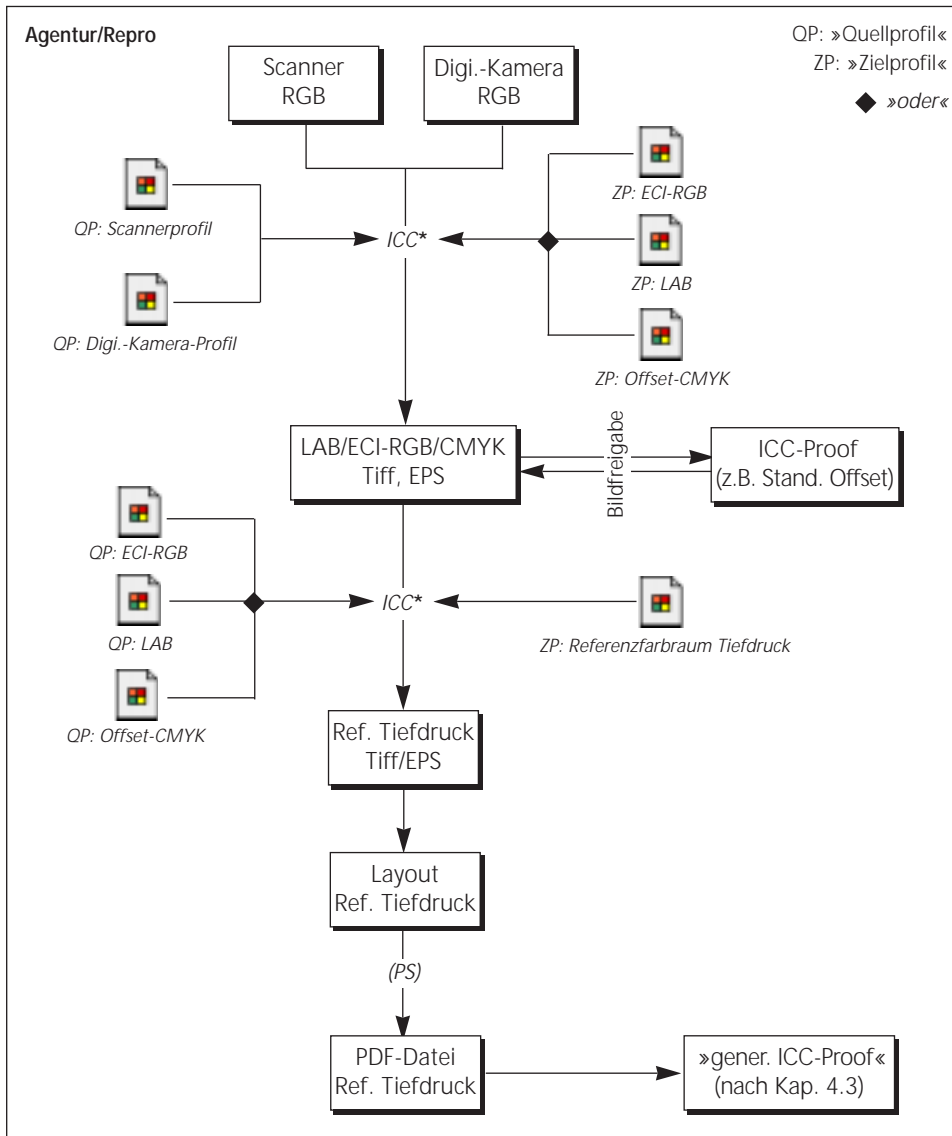 Agentur/Repro
QP: »Quellprofil«
ZP: »Zielprofil«
»oder«
Scanner
RGB
Digi.-Kamera
RGB
QP: Scannerprofil
QP: Digi.-Kamera-Profil
ICC*
ZP: ECI-RGB
ZP: LAB
ZP: Offset-CMYK
LAB/ECI-RGB/CMYK
Tiff, EPS
Bildfreigabe
ICC-Proof
(z.B. Stand. Offset)
QP: ECI-RGB
QP: LAB
QP: Offset-CMYK
ICC*
ZP: Referenzfarbraum Tiefdruck
Ref. Tiefdruck
Tiff/EPS
Layout
Ref. Tiefdruck
(PS)
PDF-Datei
Ref. Tiefdruck
»gener. ICC-Proof«
(nach Kap. 4.3)